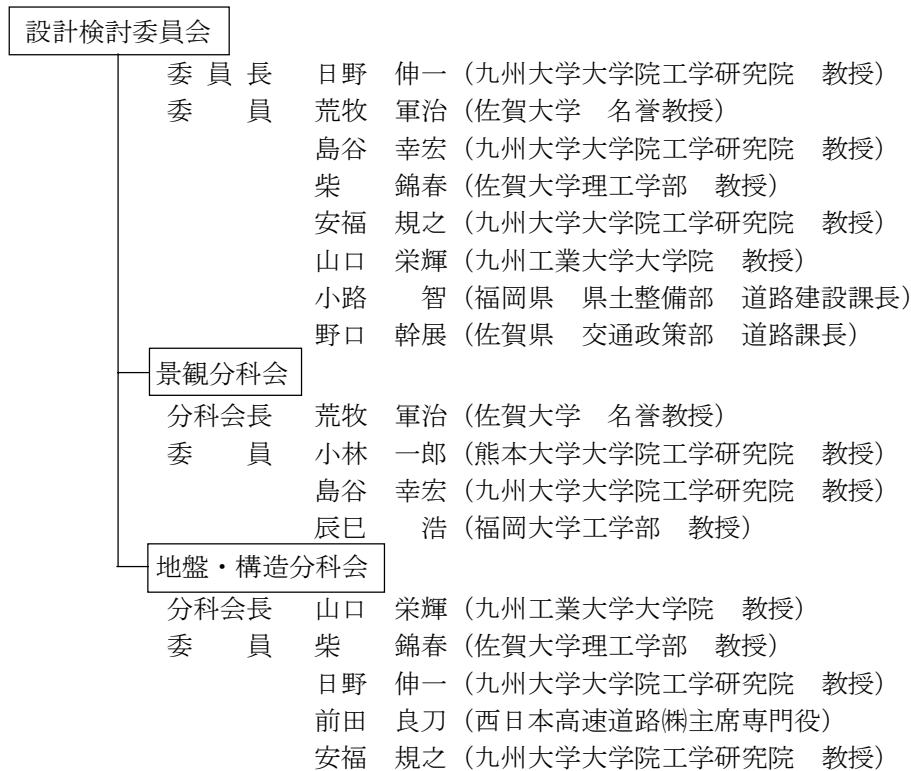 設計検討委員会
委員長 日野 伸一(九州大学大学院工学研究院 教授)
委 員 荒牧 軍治(佐賀大学 名誉教授)
島谷 幸宏(九州大学大学院工学研究院 教授)
柴 錦春(佐賀大学理工学部 教授)
安福 規之(九州大学大学院工学研究院 教授)
山口 栄輝(九州工業大学大学院 教授)
小路 智(福岡県 県土整備部 道路建設課長)
野口 幹展(佐賀県 交通政策部 道路課長)
景観分科会
分科会長 荒牧 軍治(佐賀大学 名誉教授)
委 員 小林 一郎(熊本大学大学院工学研究院 教授)
島谷 幸宏(九州大学大学院工学研究院 教授)
辰巳 浩(福岡大学工学部 教授)
地盤・構造分科会
分科会長 山口 栄輝(九州工業大学大学院 教授)
委 員 柴 錦春(佐賀大学理工学部 教授)
日野 伸一(九州大学大学院工学研究院 教授)
前田 良刀(西日本高速道路㈱主席専門役)
安福 規之(九州大学大学院工学研究院 教授)